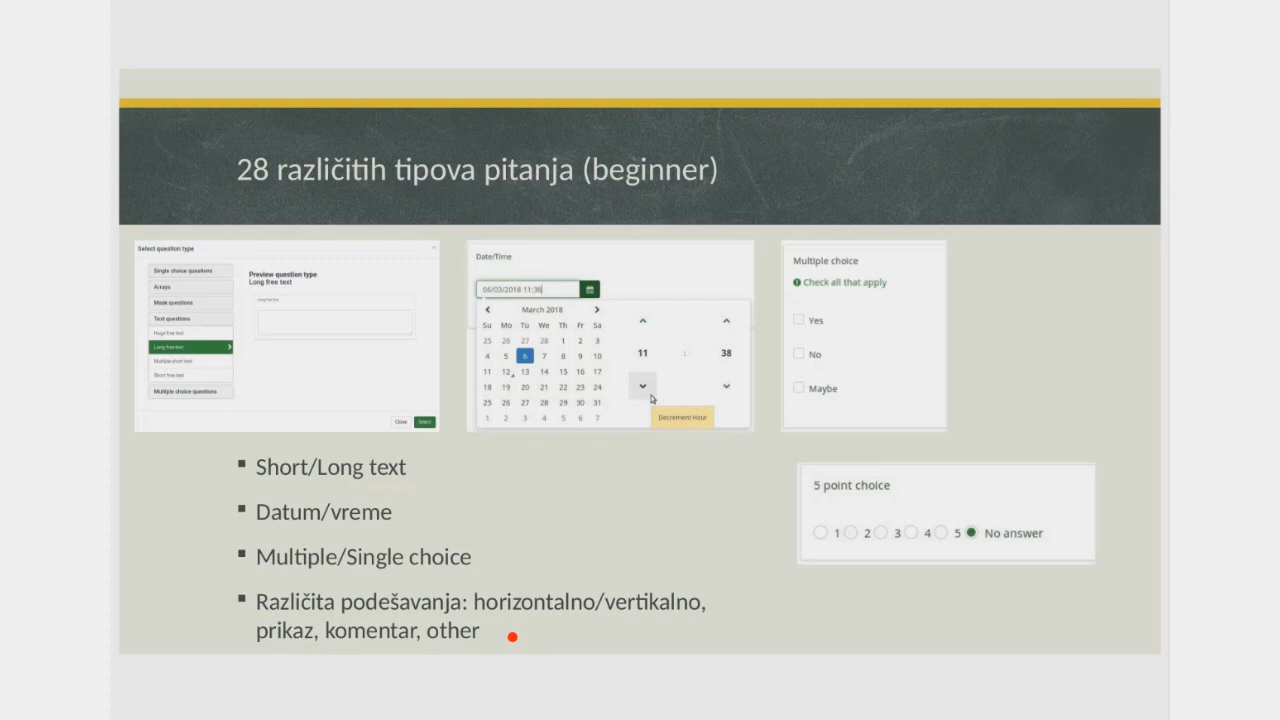 28 različitih tipova pitanja (beginner)
Select question type
Single choice questions
Arrays
Mask questions
Text questions
Huge free text
Long free text
Multiple short text
Short free text
Multiple choice questions
Preview question type
Long free text
Close Select
Date/Time
06/03/2018 11:38
March 2018
Su Mo Tu We Th Fr Sa
25 26 27 28 1 2 3
4 5 6 7 8 9 10
11 12 13 14 15 16 17
18 19 20 21 22 23 24
25 26 27 28 29 30 31
1 2 3 4 5 6 7
11 : 38
Decrement Hour
Multiple choice
Check all that apply
Yes
No
Maybe
Short/Long text
Datum/vreme
Multiple/Single choice
Različita podešavanja: horizontalno/vertikalno,
prikaz, komentar, other
5 point choice
1 2 3 4 5 No answer